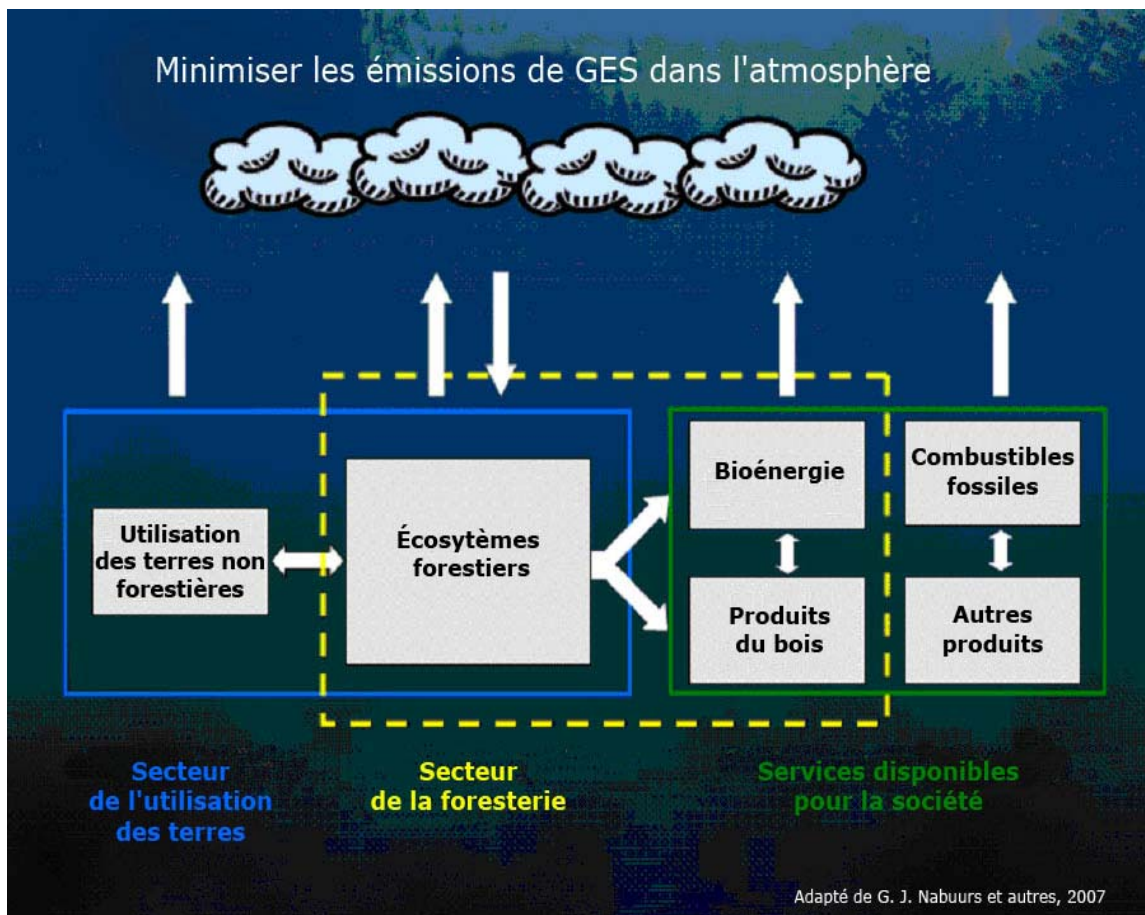 Minimiser les émissions de GES dans l'atmosphère
Utilisation
des terres non
forestières
Écosytèmes
forestiers
Bioénergie
Produits
du bois
Combustibles
fossiles
Autres
produits
Secteur
de l'utilisation
des terres
Secteur
de la foresterie
Services disponibles
pour la société
Adapté de G. J. Nabuurs et autres, 2007